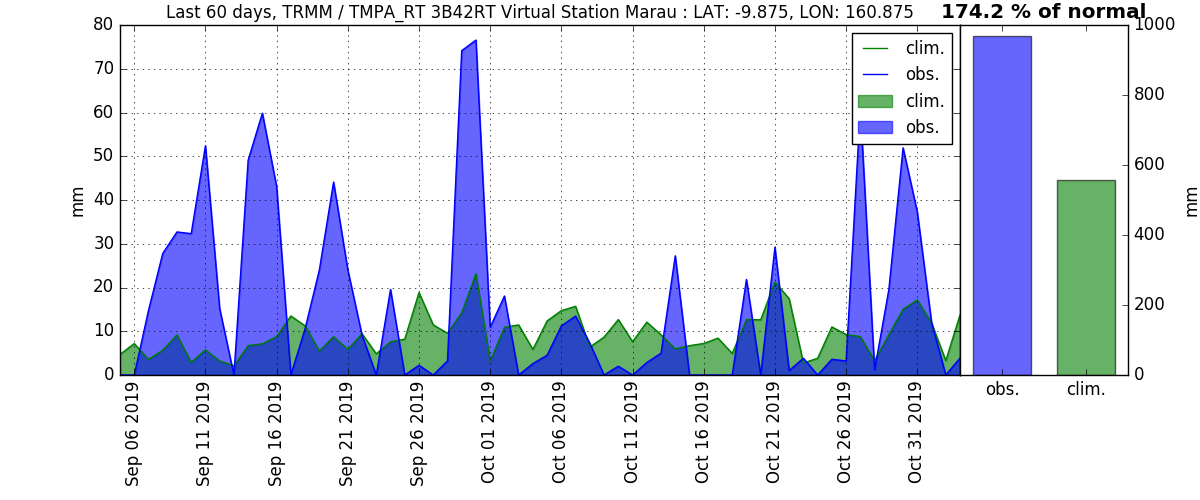 Last 60 days, TRMM / TMPA_RT 3B42RT Virtual Station Marau : LAT: -9.875, LON: 160.875
174.2 % of normal
80
70
60
50
40
30
20
10
0
mm
clim.
obs.
clim.
obs.
Sep 06 2019
Sep 11 2019
Sep 16 2019
Sep 21 2019
Sep 26 2019
Oct 01 2019
Oct 06 2019
Oct 11 2019
Oct 16 2019
Oct 21 2019
Oct 26 2019
Oct 31 2019
1000
800
600
400
200
0
mm
obs.
clim.